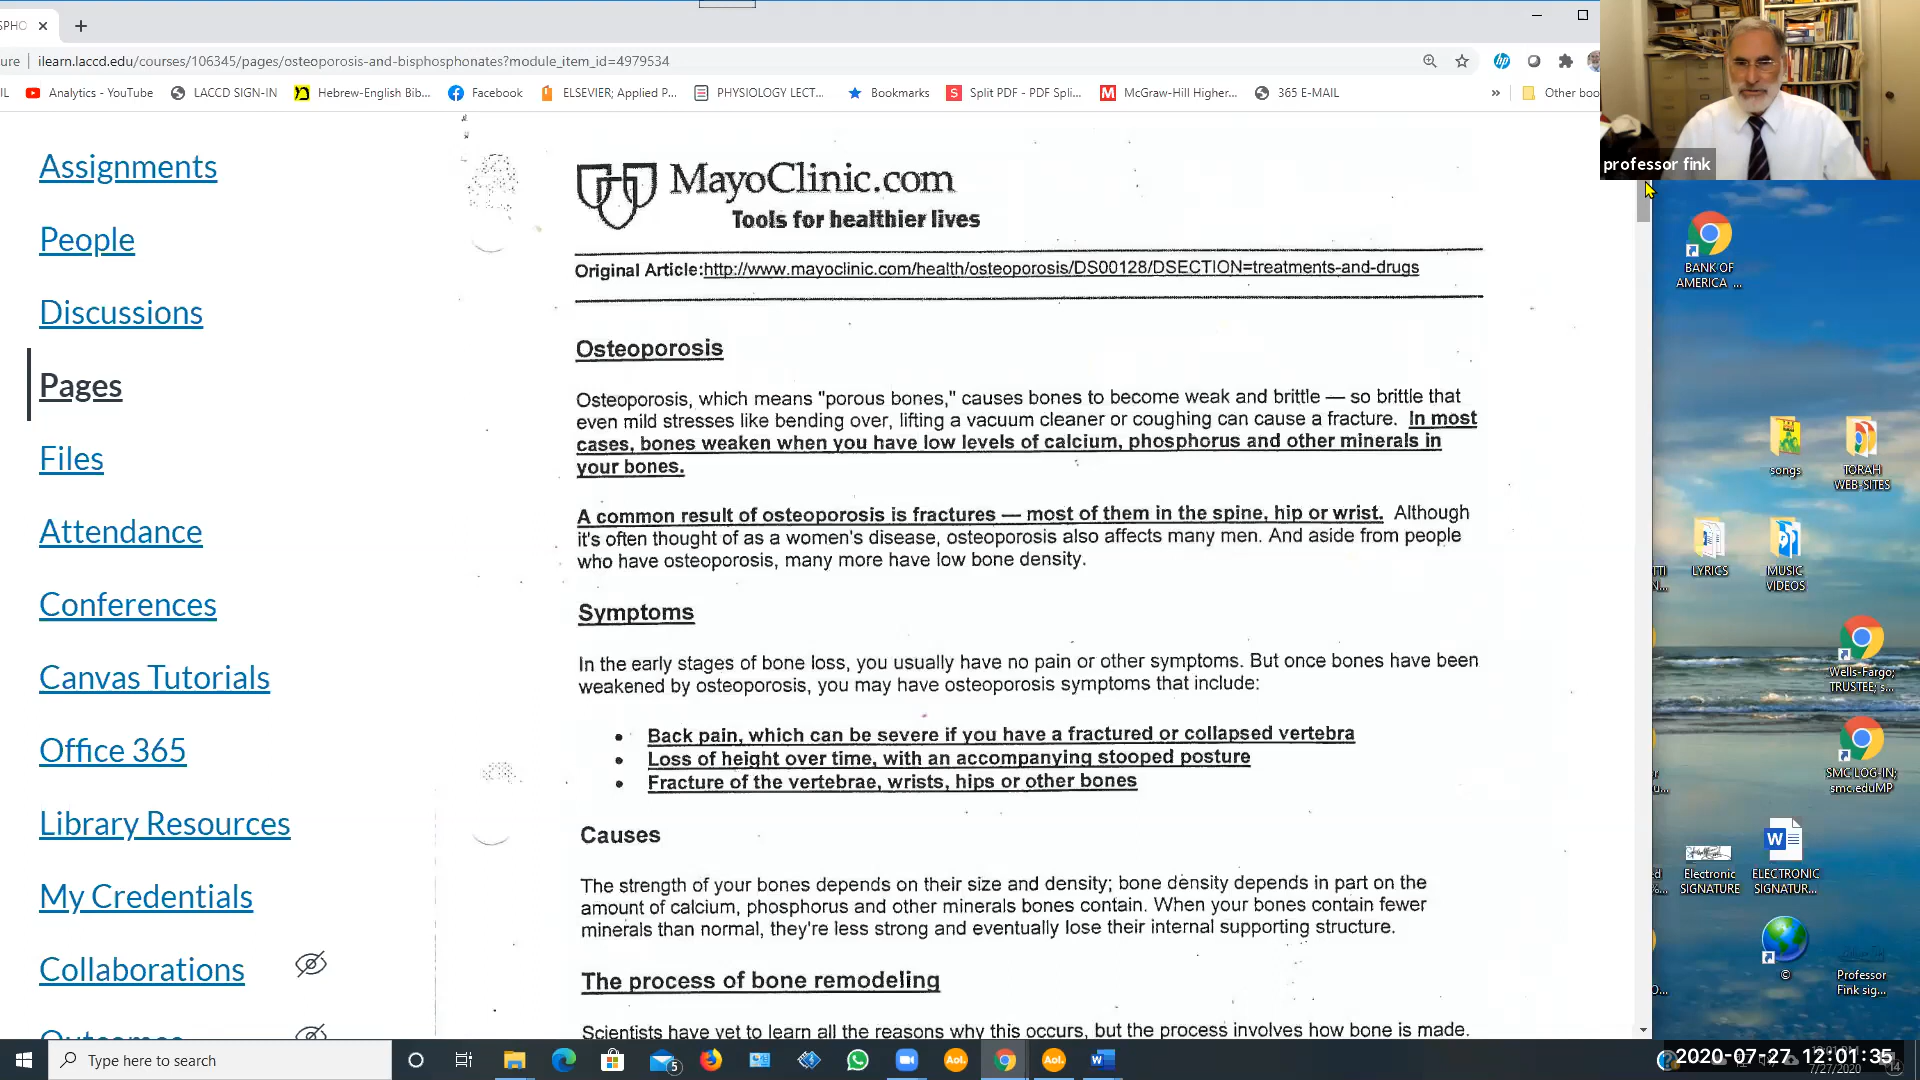 SPHO
ure
ilearn.laccd.edu/courses/106345/pages/osteoporosis-and-bisphosphonates?module_item_id=4979534
IL
Analytics - YouTube
LACCD SIGN-IN
Hebrew-English Bib...
Facebook
ELSEVIER; Applied P...
PHYSIOLOGY LECT...
Bookmarks
Split PDF - PDF Spli...
McGraw-Hill Higher...
365 E-MAIL
»
Other boo
professor fink
Assignments
People
Discussions
Pages
Files
Attendance
Conferences
Canvas Tutorials
Office 365
Library Resources
My Credentials
Collaborations
Outcomes
MayoClinic.com
Tools for healthier lives
Original Article:http://www.mayoclinic.com/health/osteoporosis/DS00128/DSECTION=treatments-and-drugs
Osteoporosis
Osteoporosis, which means "porous bones," causes bones to become weak and brittle — so brittle that
even mild stresses like bending over, lifting a vacuum cleaner or coughing can cause a fracture. In most
cases, bones weaken when you have low levels of calcium, phosphorus and other minerals in
your bones.
A common result of osteoporosis is fractures — most of them in the spine, hip or wrist. Although
it's often thought of as a women's disease, osteoporosis also affects many men. And aside from people
who have osteoporosis, many more have low bone density.
Symptoms
In the early stages of bone loss, you usually have no pain or other symptoms. But once bones have been
weakened by osteoporosis, you may have osteoporosis symptoms that include:
• Back pain, which can be severe if you have a fractured or collapsed vertebra
• Loss of height over time, with an accompanying stooped posture
• Fracture of the vertebrae, wrists, hips or other bones
Causes
The strength of your bones depends on their size and density; bone density depends in part on the
amount of calcium, phosphorus and other minerals bones contain. When your bones contain fewer
minerals than normal, they're less strong and eventually lose their internal supporting structure.
The process of bone remodeling
Scientists have yet to learn all the reasons why this occurs, but the process involves how bone is made.
BANK OF
AMERICA ...
songs
TORAH
WEB-SITES
LYRICS
MUSIC
VIDEOS
Wells-Fargo;
TRUSTEE; s...
SMC LOG-IN;
smc.eduMP
Electronic
SIGNATURE
ELECTRONIC
SIGNATUR...
©
Professor
Fink sig...
Type here to search
5
Aol.
Aol.
2020-07-27 12:01:35
7/27/2020
14